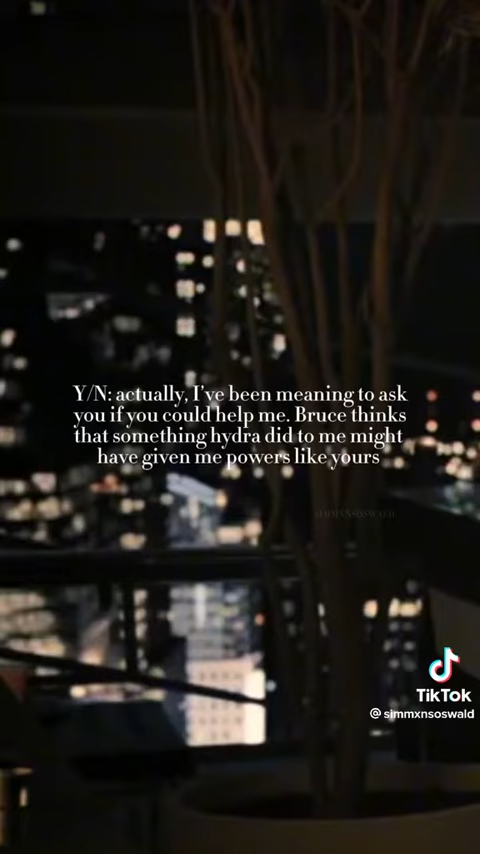 Y/N: actually, I've been meaning to ask
you if you could help me. Bruce thinks
that something hydra did to me might
have given me powers like yours
SIMMXNSOSWALD
TikTok
@simmxnsoswald